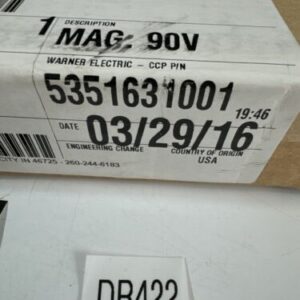 1 DESCRIPTION
MAG. 90V
WARNER ELECTRIC - CCP P/N
5351631001
19:46
DATE 03/29/16
ENGINEERING CHANGE COUNTRY OF ORIGIN
USA
CITY IN 46725 - 260-244-6183
DB422